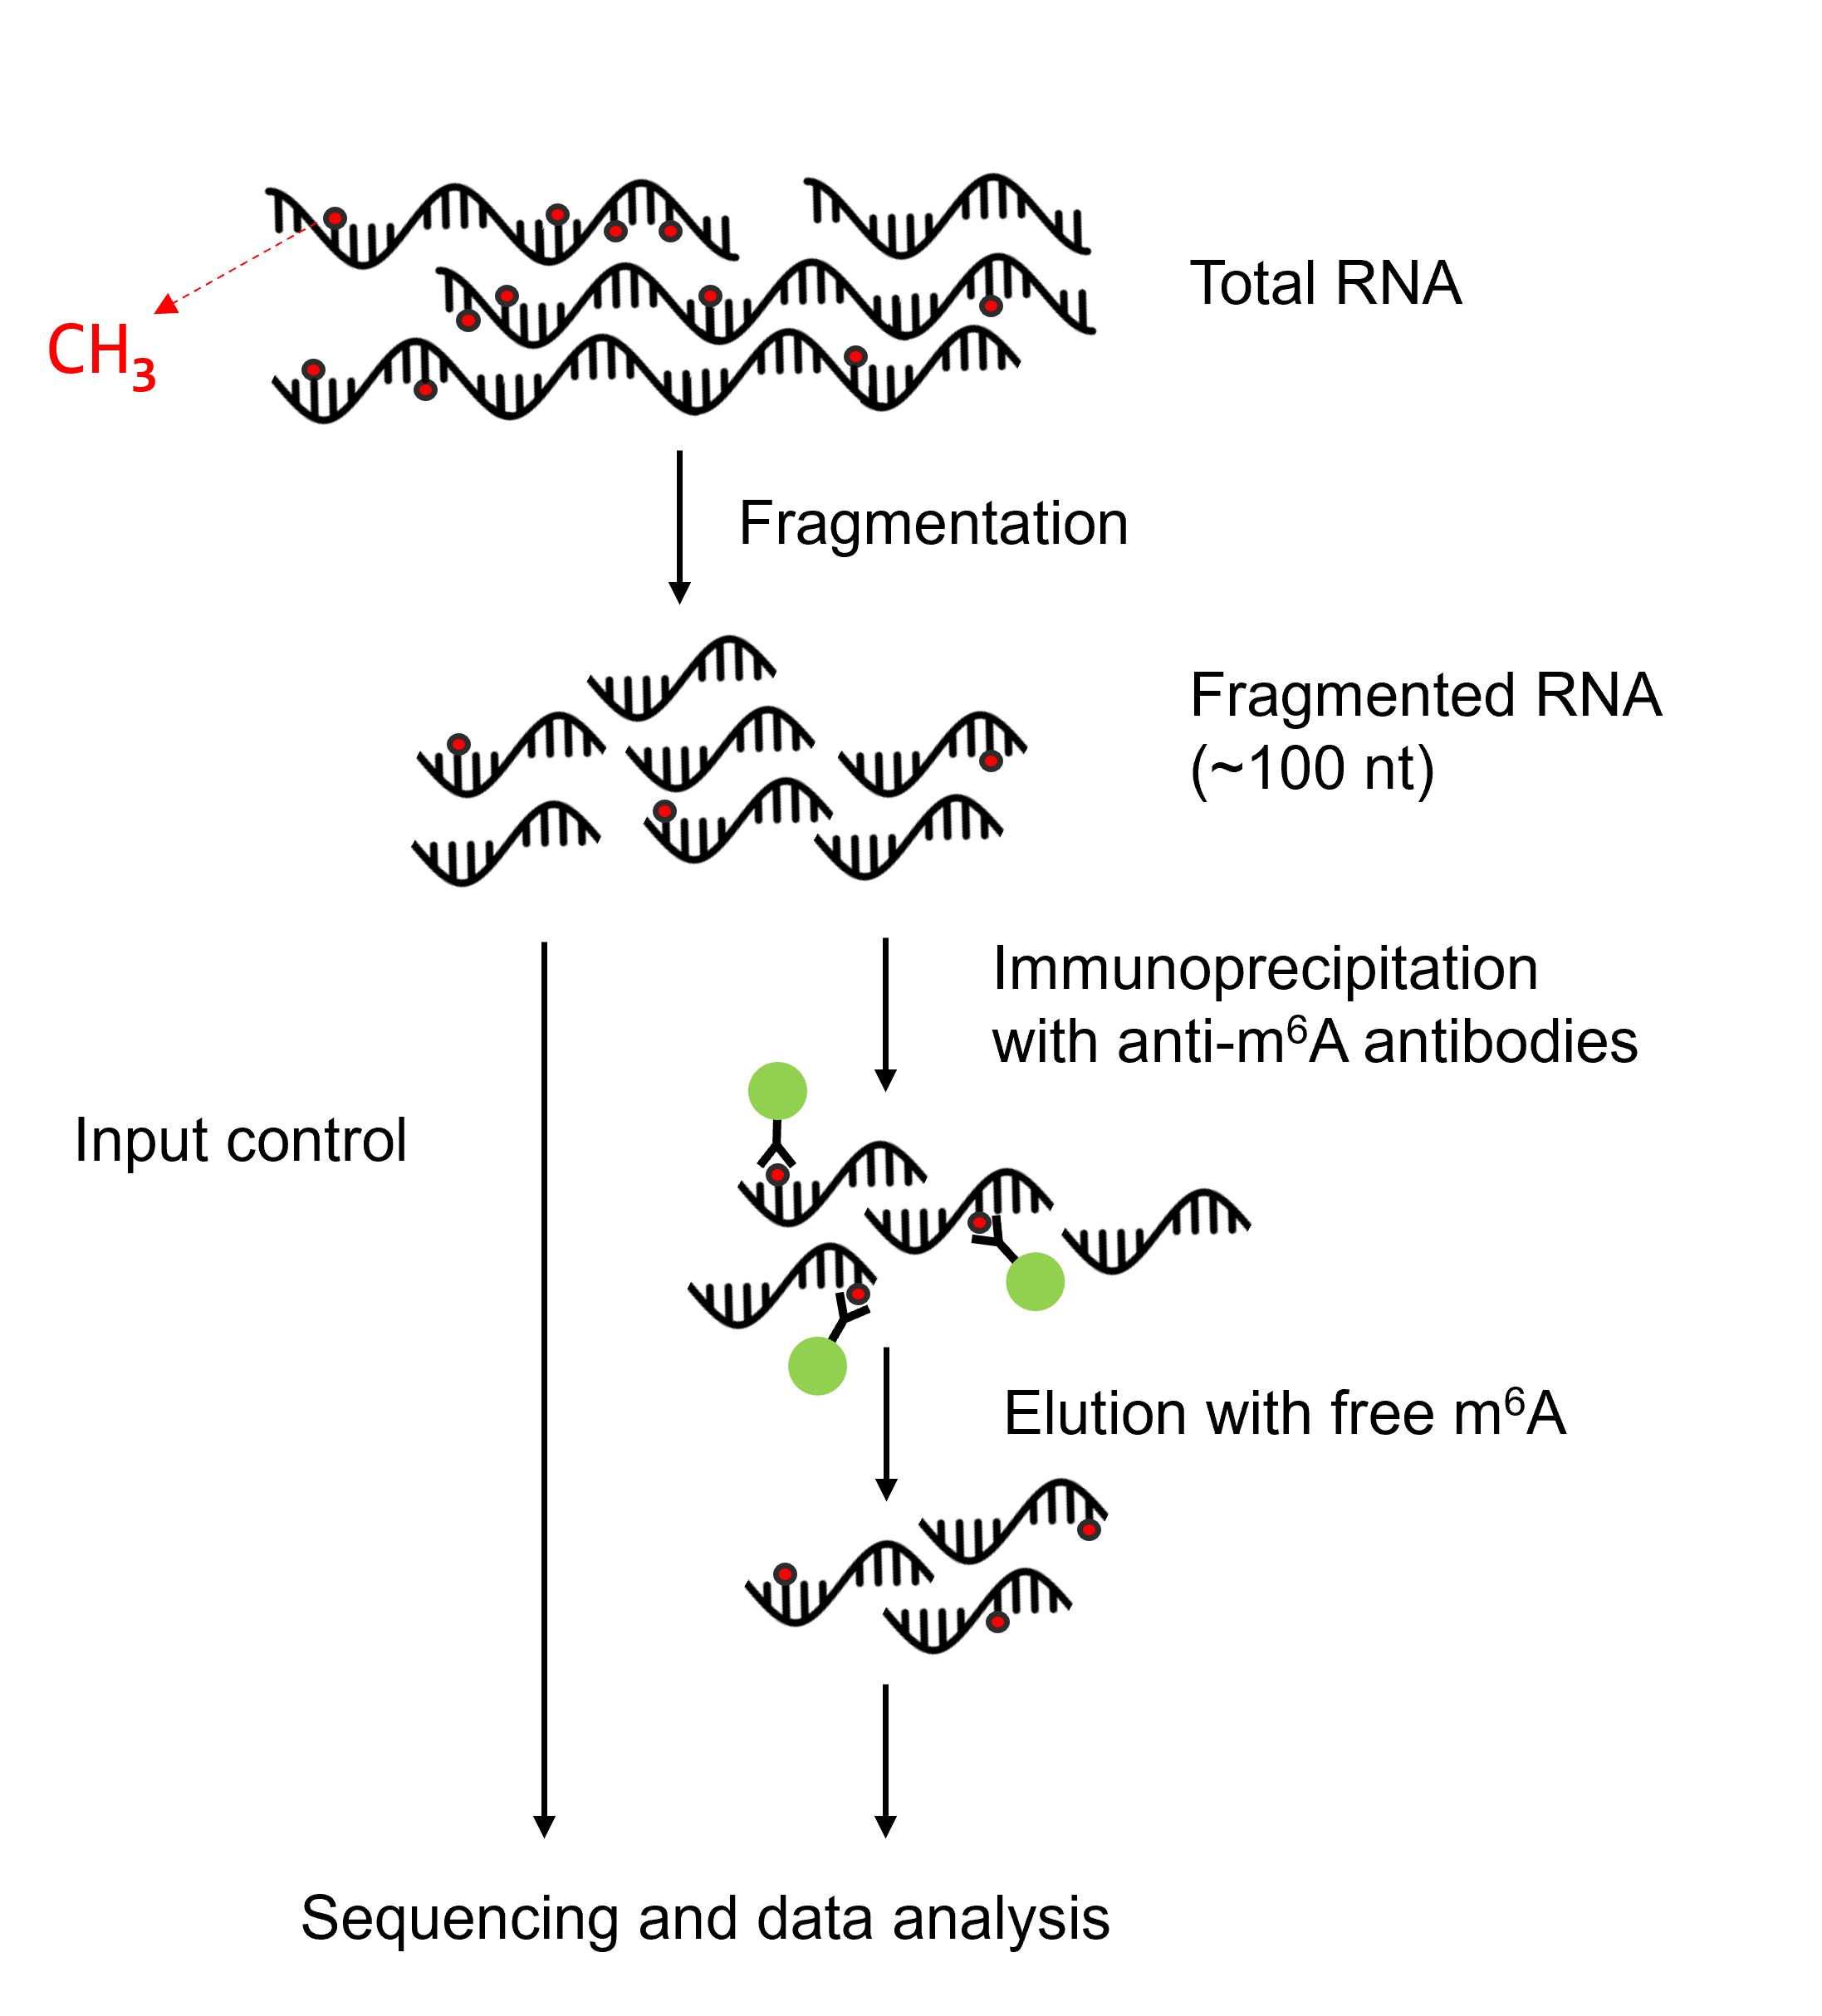 Total RNA
CH₃
Fragmentation
Fragmented RNA
(~100 nt)
Immunoprecipitation
with anti-m⁶A antibodies
Input control
Elution with free m⁶A
Sequencing and data analysis